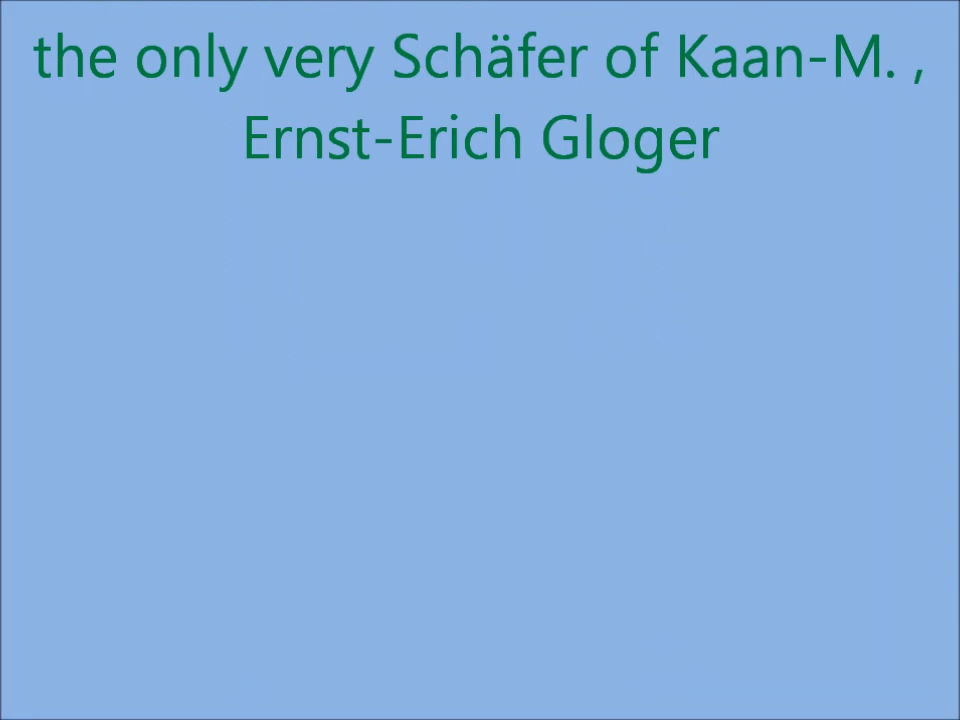 the only very Schäfer of Kaan-M. ,
Ernst-Erich Gloger